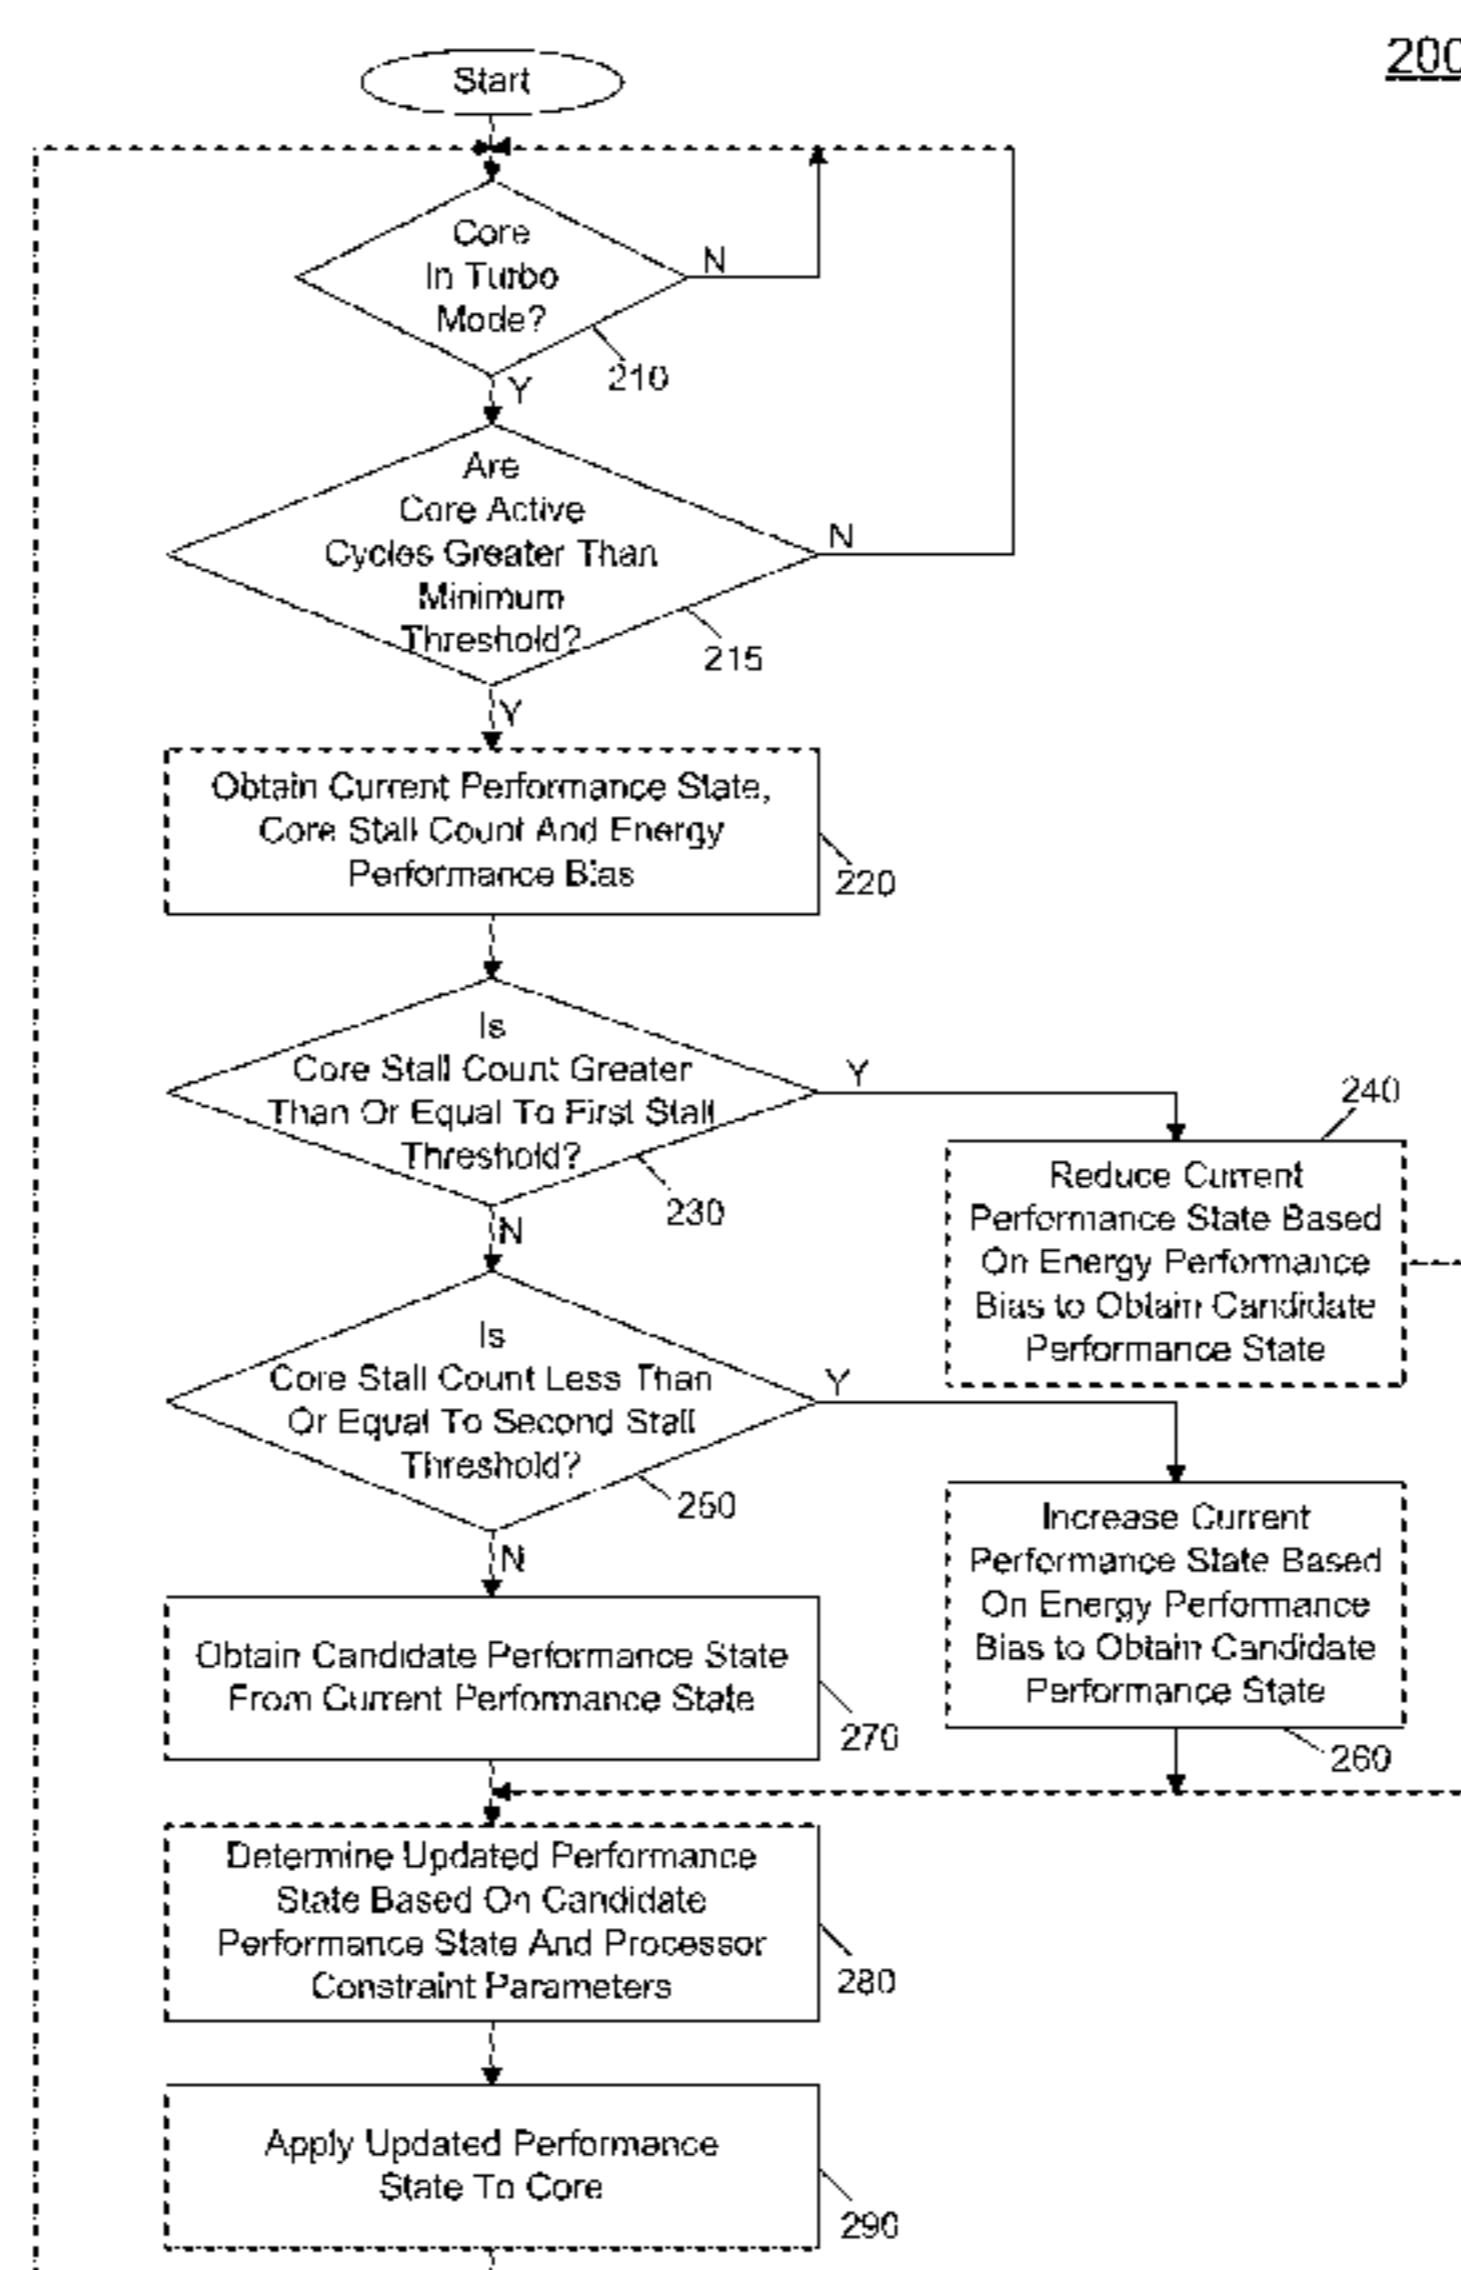 200
Start
Core
In Turbo
Mode?
N
210
Y
Are
Core Active
Cycles Greater Than
Minimum
Threshold?
N
215
Y
Obtain Current Performance State,
Core Stall Count And Energy
Performance Bias
220
Is
Core Stall Count Greater
Than Or Equal To First Stall
Threshold?
Y
230
N
240
Reduce Current
Performance State Based
On Energy Performance
Bias to Obtain Candidate
Performance State
Is
Core Stall Count Less Than
Or Equal To Second Stall
Threshold?
Y
250
N
Increase Current
Performance State Based
On Energy Performance
Bias to Obtain Candidate
Performance State
260
Obtain Candidate Performance State
From Current Performance State
270
Determine Updated Performance
State Based On Candidate
Performance State And Processor
Constraint Parameters
280
Apply Updated Performance
State To Core
290